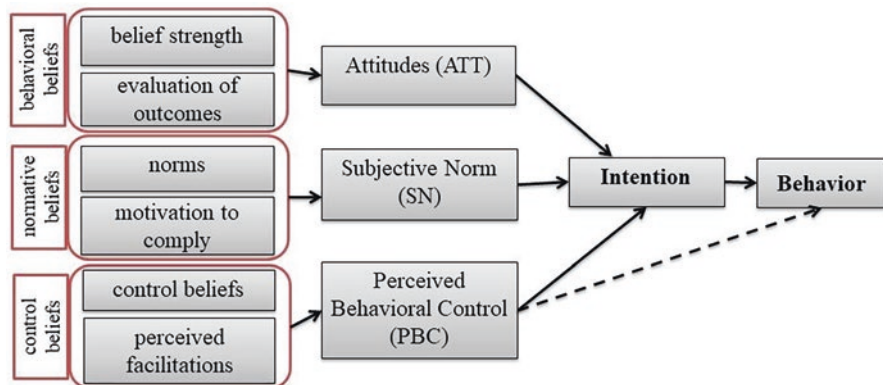 behavioral
beliefs
belief strength
evaluation of
outcomes
Attitudes (ATT)
normative
beliefs
norms
motivation to
comply
Subjective Norm
(SN)
Intention
Behavior
control
beliefs
control beliefs
perceived
facilitations
Perceived
Behavioral Control
(PBC)